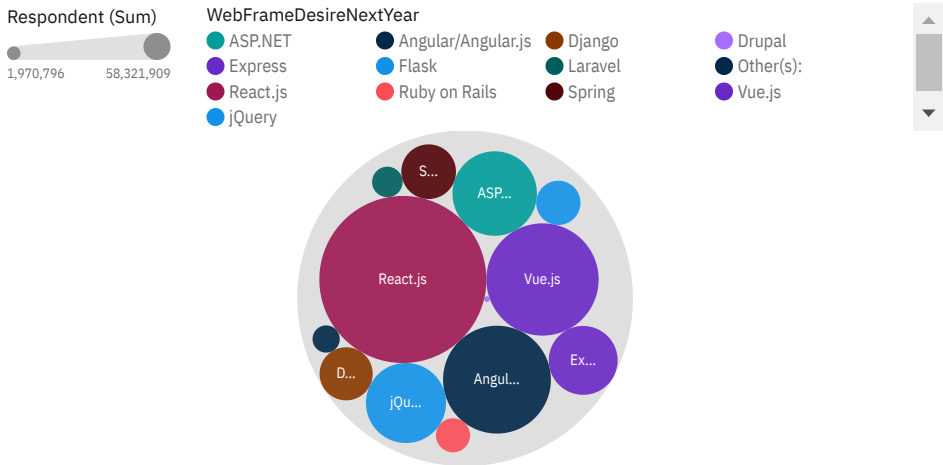 Respondent (Sum)
1,970,796 58,321,909
WebFrameDesireNextYear
ASP.NET Angular/Angular.js Django Drupal
Express Flask Laravel Other(s):
React.js Ruby on Rails Spring Vue.js
jQuery
S...
ASP...
React.js
Vue.js
Ex...
D...
Angul...
jQu...